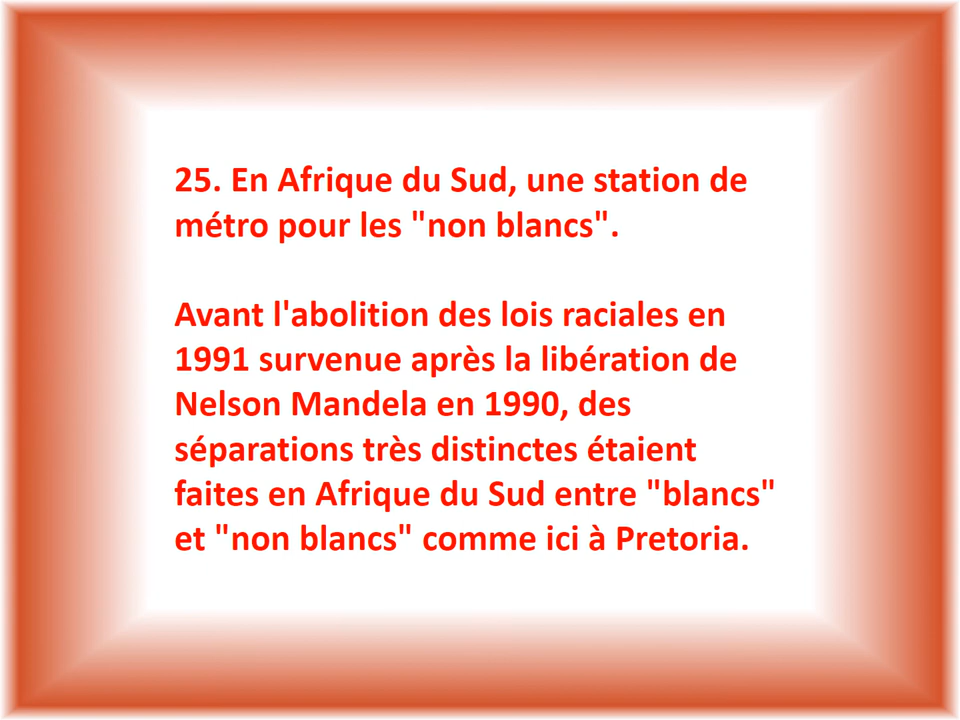 25. En Afrique du Sud, une station de
métro pour les "non blancs".
Avant l'abolition des lois raciales en
1991 survenue après la libération de
Nelson Mandela en 1990, des
séparations très distinctes étaient
faites en Afrique du Sud entre "blancs"
et "non blancs" comme ici à Pretoria.